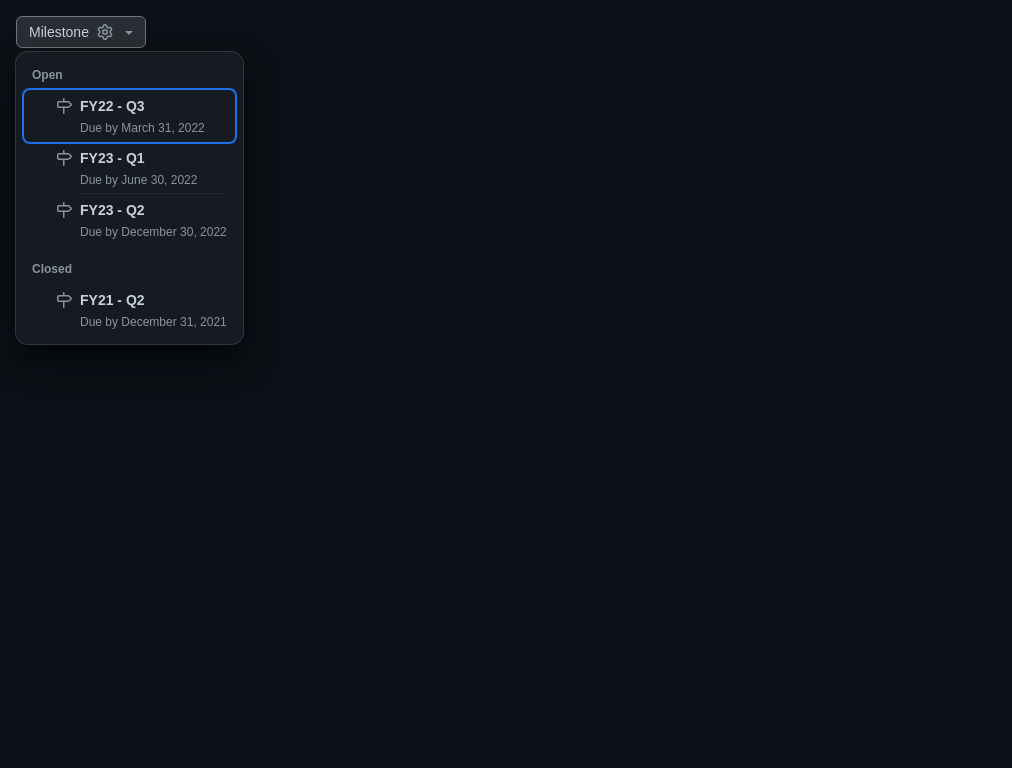 Milestone
Open
FY22 - Q3
Due by March 31, 2022
FY23 - Q1
Due by June 30, 2022
FY23 - Q2
Due by December 30, 2022
Closed
FY21 - Q2
Due by December 31, 2021